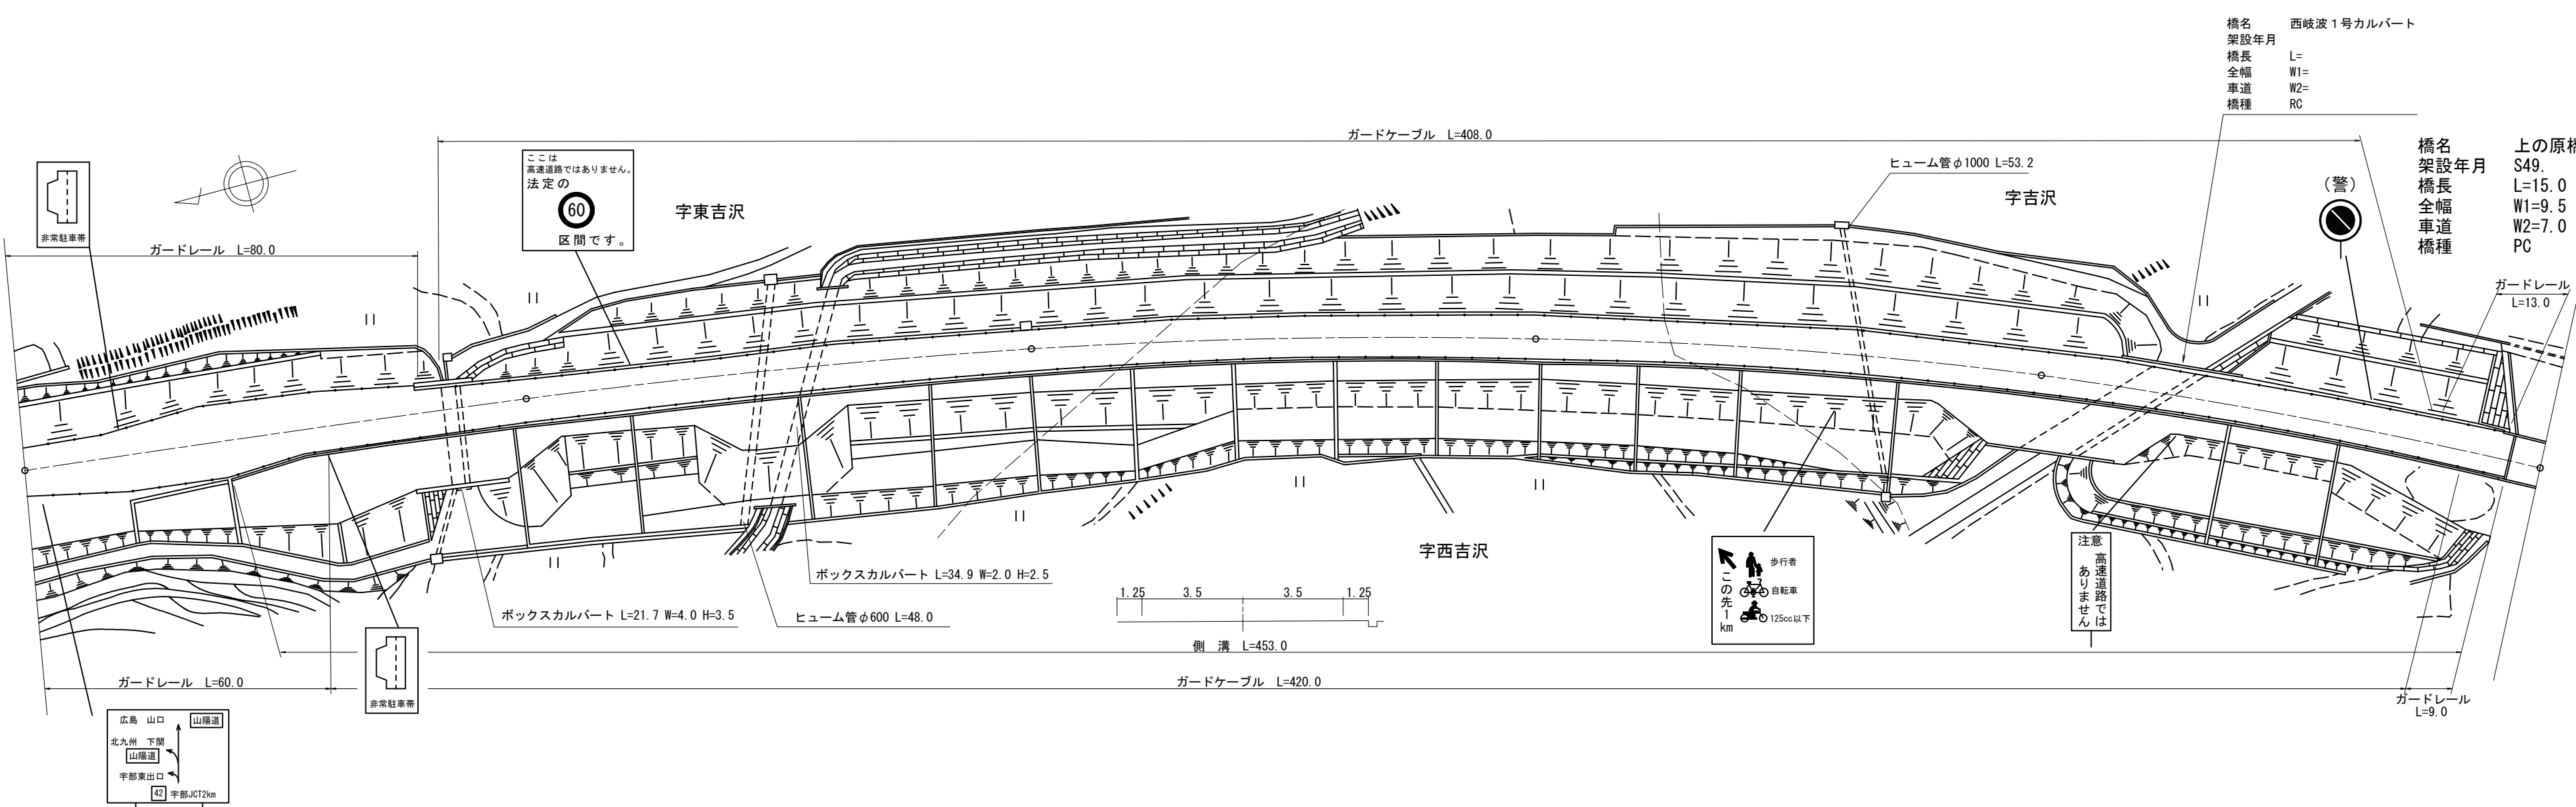 橋名 西岐波１号カルバート
架設年月
橋長 L=
全幅 W1=
車道 W2=
橋種 RC
ガードケーブル L=408.0
橋名 上の原橋
架設年月 S49.
橋長 L=15.0
全幅 W1=9.5
車道 W2=7.0
橋種 PC
(警)
ガードレール
L=13.0
ヒューム管φ1000 L=53.2
字吉沢
ここは
高速道路ではありません。
法定の
60
区間です。
字東吉沢
非常駐車帯
ガードレール L=80.0
字西吉沢
ボックスカルバート L=34.9 W=2.0 H=2.5
ボックスカルバート L=21.7 W=4.0 H=3.5
ヒューム管φ600 L=48.0
1.25 3.5 3.5 1.25
側 溝 L=453.0
この先1km
歩行者
自転車
125cc以下
注意
高速道路では
ありません
ガードレール L=60.0
非常駐車帯
ガードケーブル L=420.0
ガードレール
L=9.0
広島 山口 山陽道
北九州 下関
山陽道
宇部東出口
42 宇部JCT2km